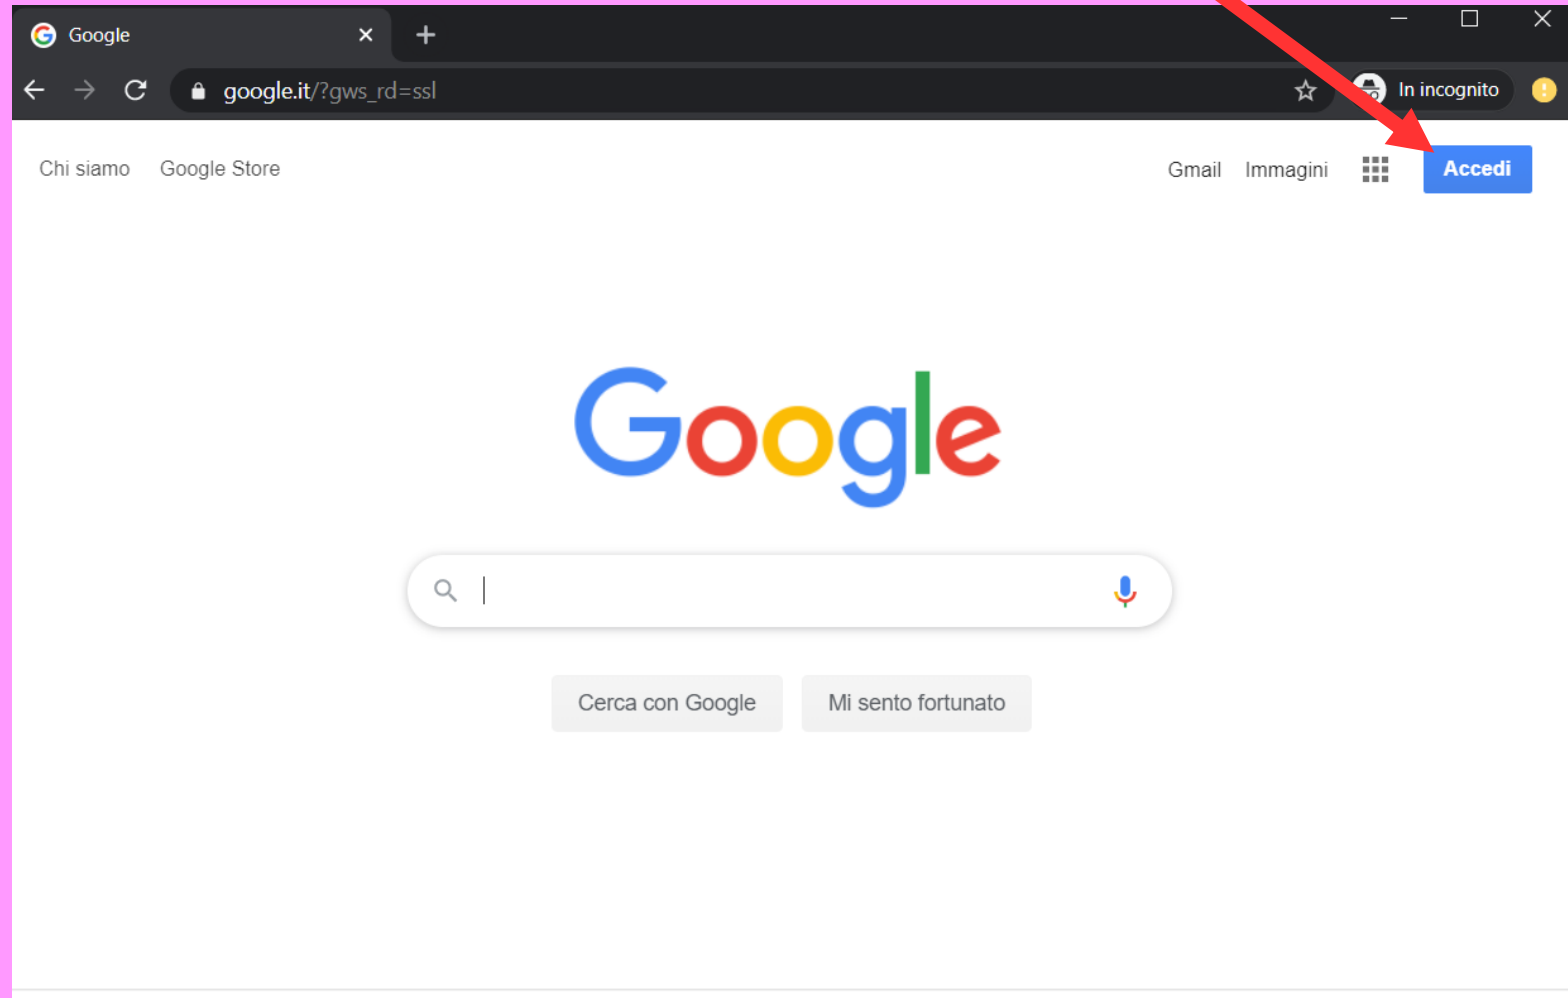 Google
google.it/?gws_rd=ssl
In incognito
Chi siamo Google Store
Gmail Immagini Accedi
Google
Cerca con Google Mi sento fortunato